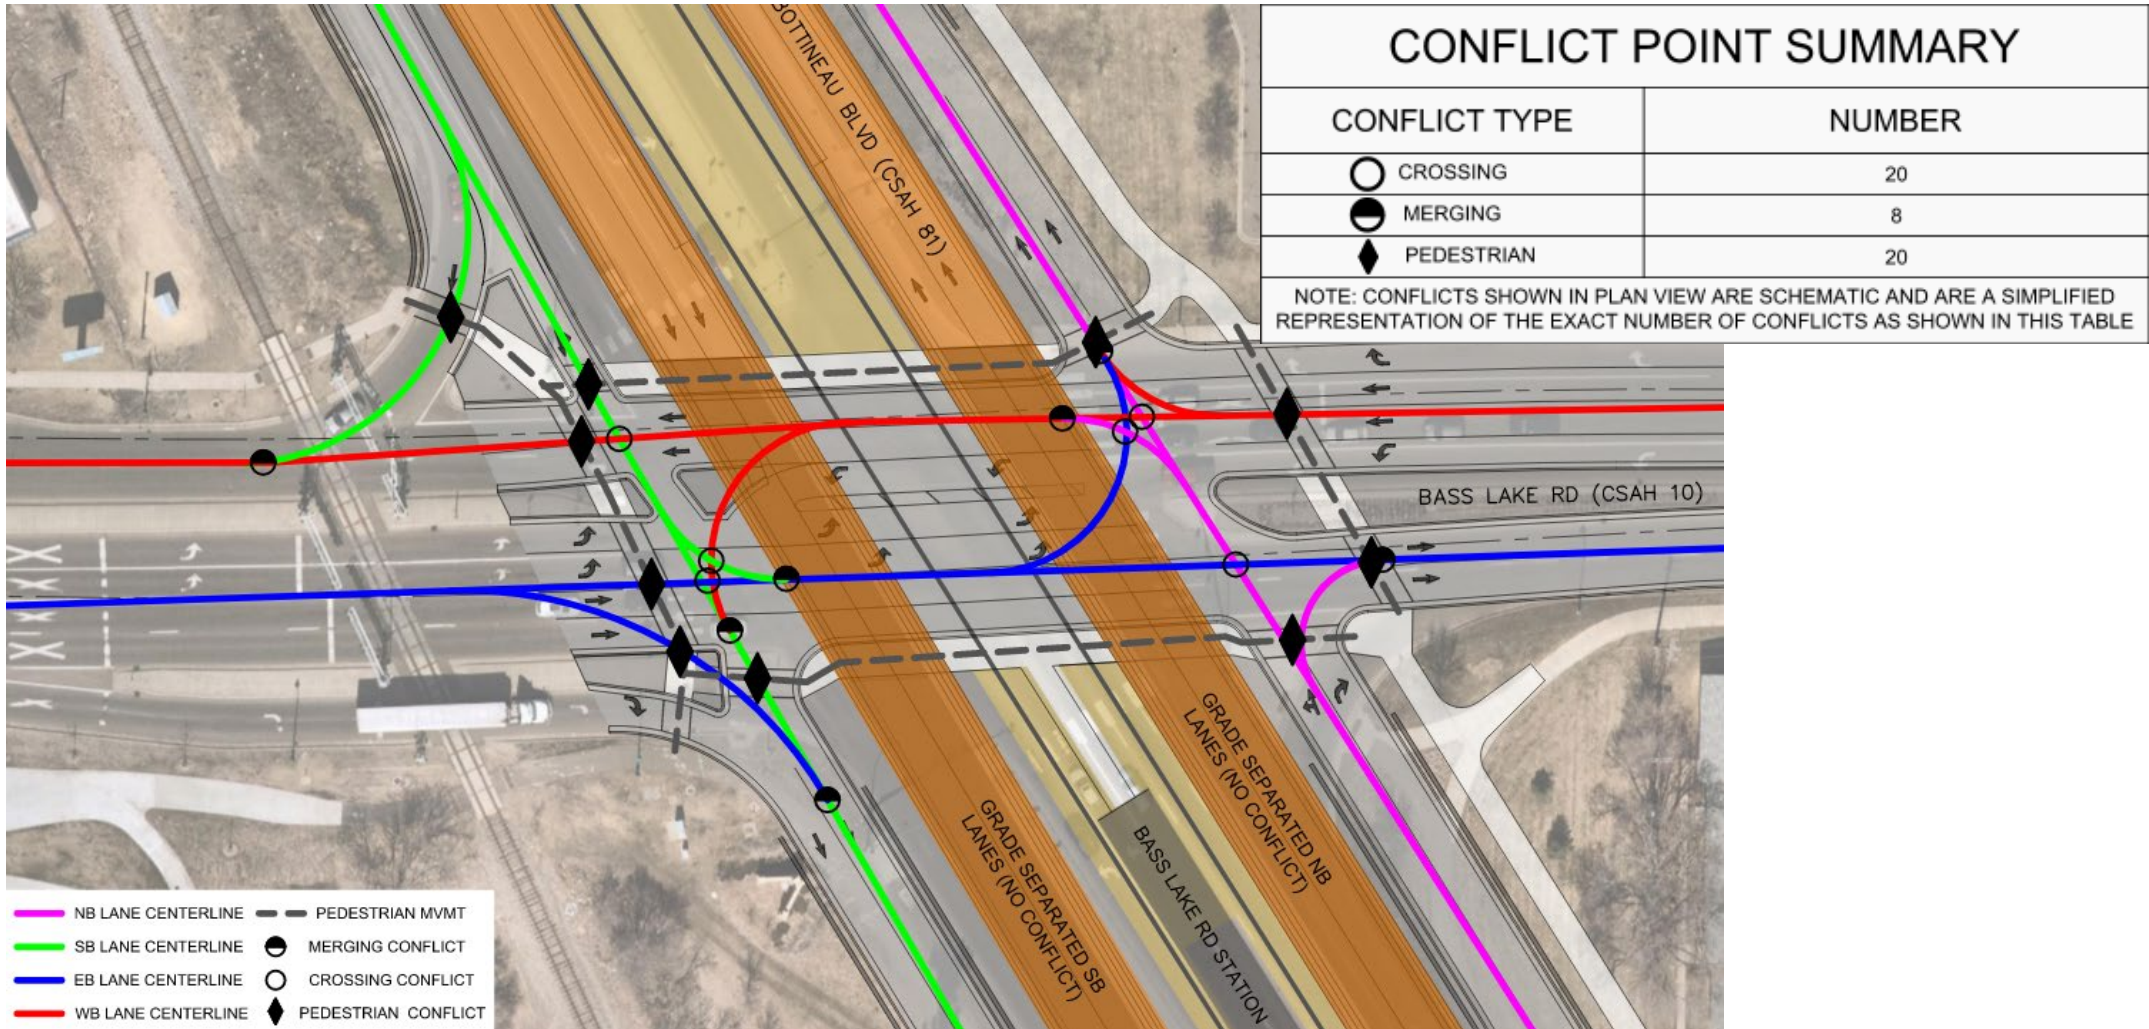 CONFLICT POINT SUMMARY
CONFLICT TYPE NUMBER
CROSSING 20
MERGING 8
PEDESTRIAN 20
NOTE: CONFLICTS SHOWN IN PLAN VIEW ARE SCHEMATIC AND ARE A SIMPLIFIED
REPRESENTATION OF THE EXACT NUMBER OF CONFLICTS AS SHOWN IN THIS TABLE
BOTTINEAU BLVD (CSAH 81)
BASS LAKE RD (CSAH 10)
GRADE SEPARATED NB
LANES (NO CONFLICT)
GRADE SEPARATED SB
LANES (NO CONFLICT)
BASS LAKE RD STATION
NB LANE CENTERLINE PEDESTRIAN MVMT
SB LANE CENTERLINE MERGING CONFLICT
EB LANE CENTERLINE CROSSING CONFLICT
WB LANE CENTERLINE PEDESTRIAN CONFLICT